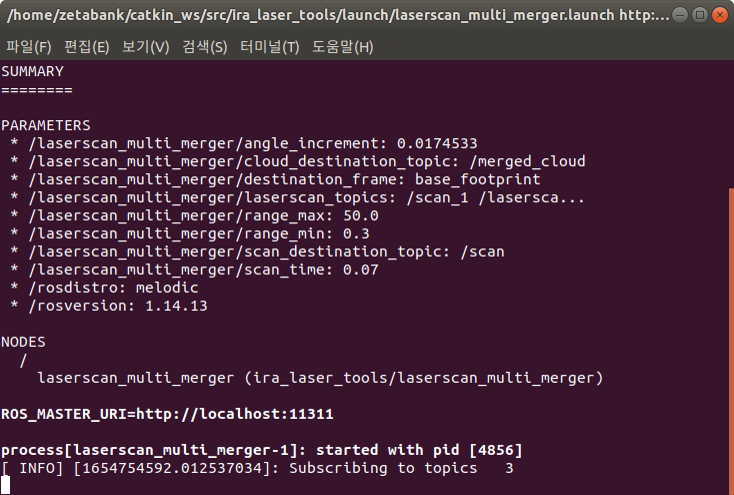 /home/zetabank/catkin_ws/src/ira_laser_tools/launch/laserscan_multi_merger.launch http:...
파일(F) 편집(E) 보기(V) 검색(S) 터미널(T) 도움말(H)
SUMMARY
========
PARAMETERS
* /laserscan_multi_merger/angle_increment: 0.0174533
* /laserscan_multi_merger/cloud_destination_topic: /merged_cloud
* /laserscan_multi_merger/destination_frame: base_footprint
* /laserscan_multi_merger/laserscan_topics: /scan_1 /lasersca...
* /laserscan_multi_merger/range_max: 50.0
* /laserscan_multi_merger/range_min: 0.3
* /laserscan_multi_merger/scan_destination_topic: /scan
* /laserscan_multi_merger/scan_time: 0.07
* /rosdistro: melodic
* /rosversion: 1.14.13
NODES
/
laserscan_multi_merger (ira_laser_tools/laserscan_multi_merger)
ROS_MASTER_URI=http://localhost:11311
process[laserscan_multi_merger-1]: started with pid [4856]
[ INFO] [1654754592.012537034]: Subscribing to topics 3